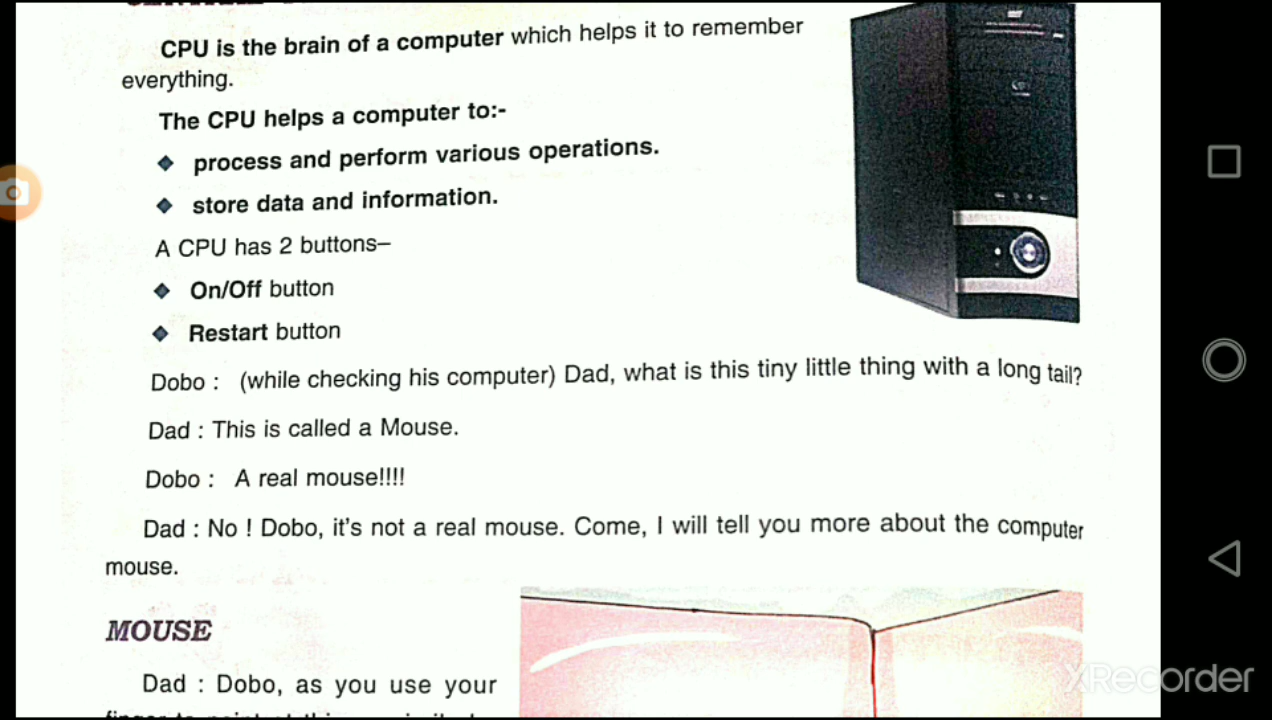 CPU is the brain of a computer which helps it to remember
everything.
The CPU helps a computer to:-
process and perform various operations.
store data and information.
A CPU has 2 buttons–
On/Off button
Restart button
Dobo : (while checking his computer) Dad, what is this tiny little thing with a long tail?
Dad : This is called a Mouse.
Dobo : A real mouse!!!!
Dad : No ! Dobo, it's not a real mouse. Come, I will tell you more about the computer
mouse.
MOUSE
Dad : Dobo, as you use your
XRecorder